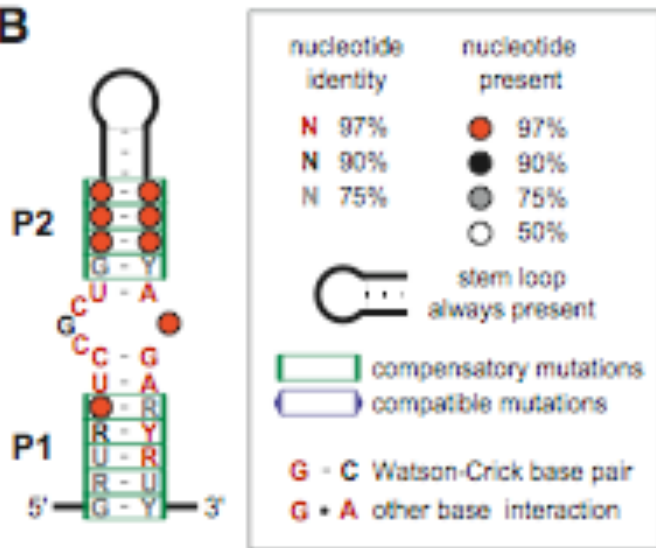 B
P2
G - Y
U - A
C
G
C
C - G
U - A
R
R - Y
U - R
P1
R - U
5' G - Y 3'
nucleotide identity
N 97%
N 90%
N 75%
nucleotide present
97%
90%
75%
50%
stem loop
always present
compensatory mutations
compatible mutations
G - C Watson-Crick base pair
G • A other base interaction